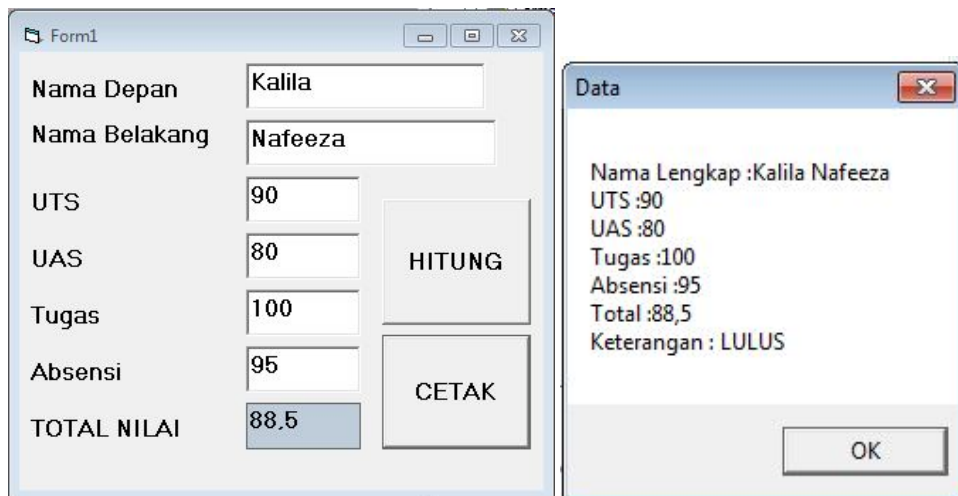 Form1
Nama Depan Kalila
Nama Belakang Nafeeza
UTS 90
UAS 80
Tugas 100
Absensi 95
TOTAL NILAI 88,5
HITUNG
CETAK
Data
Nama Lengkap :Kalila Nafeeza
UTS :90
UAS :80
Tugas :100
Absensi :95
Total :88,5
Keterangan : LULUS
OK